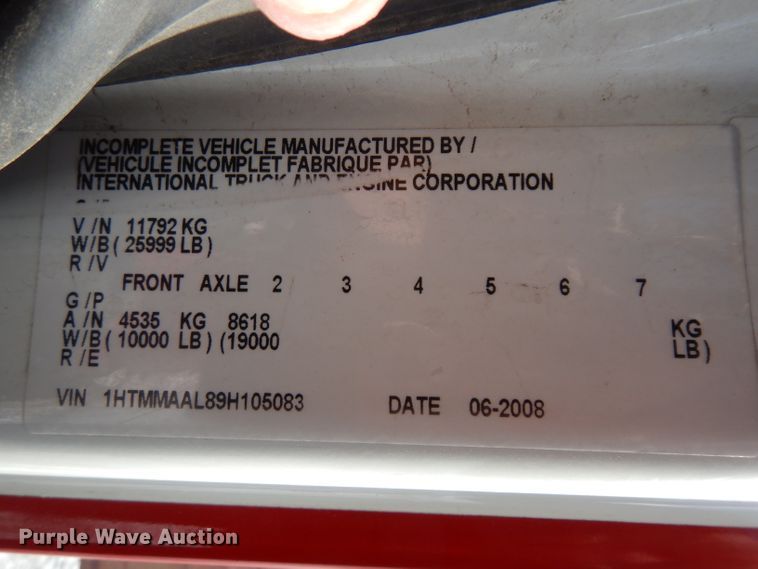 INCOMPLETE VEHICLE MANUFACTURED BY /
(VEHICULE INCOMPLET FABRIQUE PAR)
INTERNATIONAL TRUCK AND ENGINE CORPORATION
V /N 11792 KG
W/B ( 25999 LB )
R /V
FRONT AXLE 2 3 4 5 6 7
G /P
A /N 4535 KG 8618 KG
W/B ( 10000 LB ) (19000 LB )
R /E
VIN 1HTMMAAL89H105083 DATE 06-2008
Purple Wave Auction